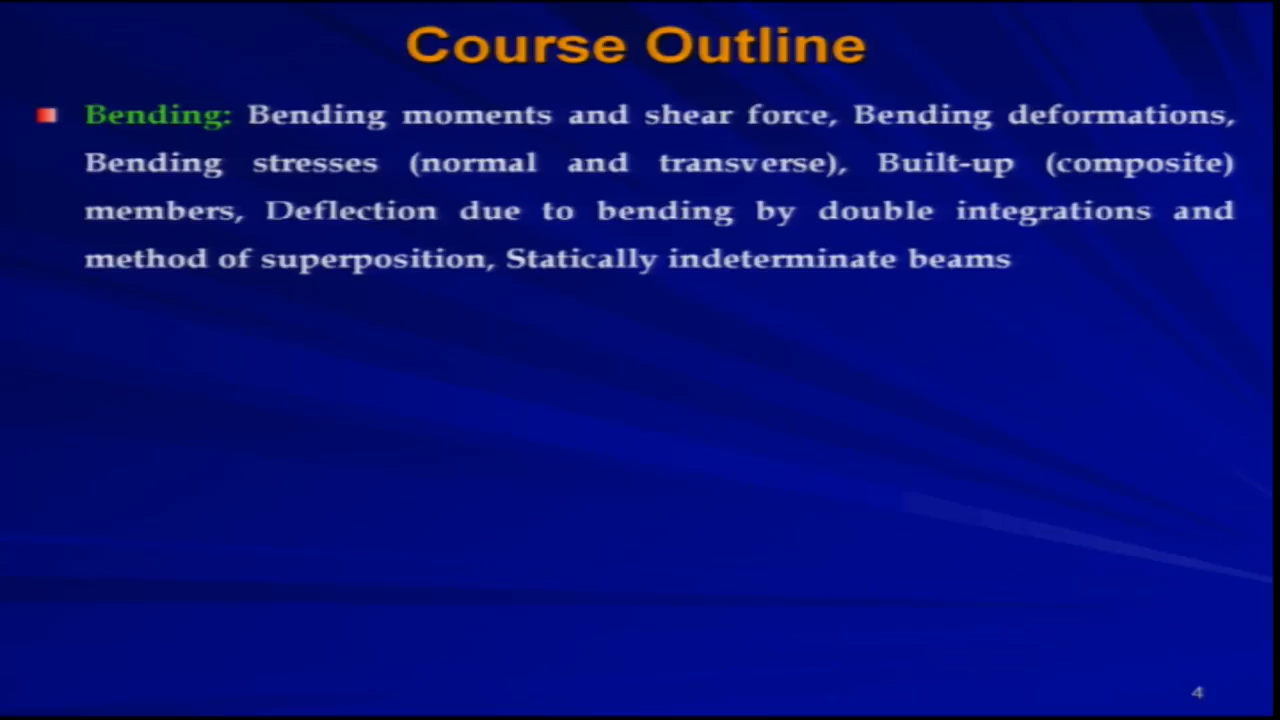 Course Outline
Bending: Bending moments and shear force, Bending deformations,
Bending stresses (normal and transverse), Built-up (composite)
members, Deflection due to bending by double integrations and
method of superposition, Statically indeterminate beams
4